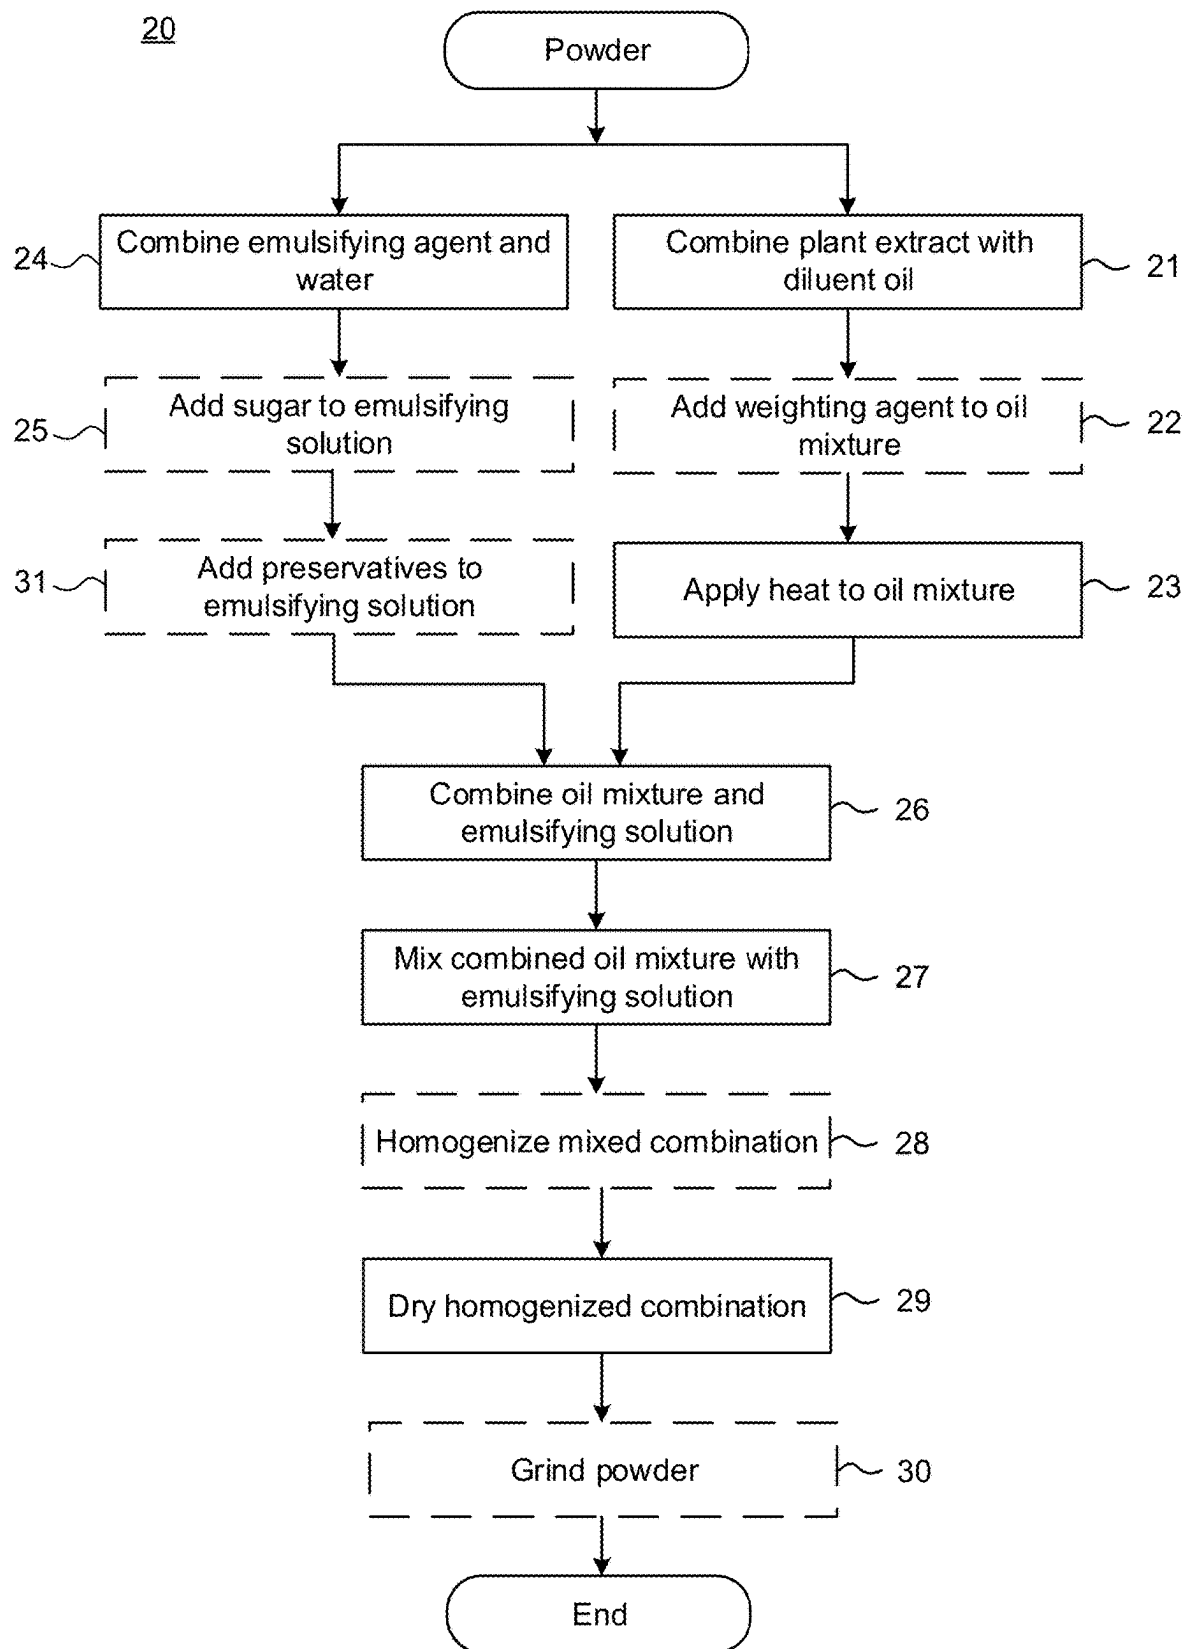 20
Powder
Combine emulsifying agent and
water
24
Combine plant extract with
diluent oil
21
Add sugar to emulsifying
solution
25
Add weighting agent to oil
mixture
22
Add preservatives to
emulsifying solution
31
Apply heat to oil mixture
23
Combine oil mixture and
emulsifying solution
26
Mix combined oil mixture with
emulsifying solution
27
Homogenize mixed combination
28
Dry homogenized combination
29
Grind powder
30
End